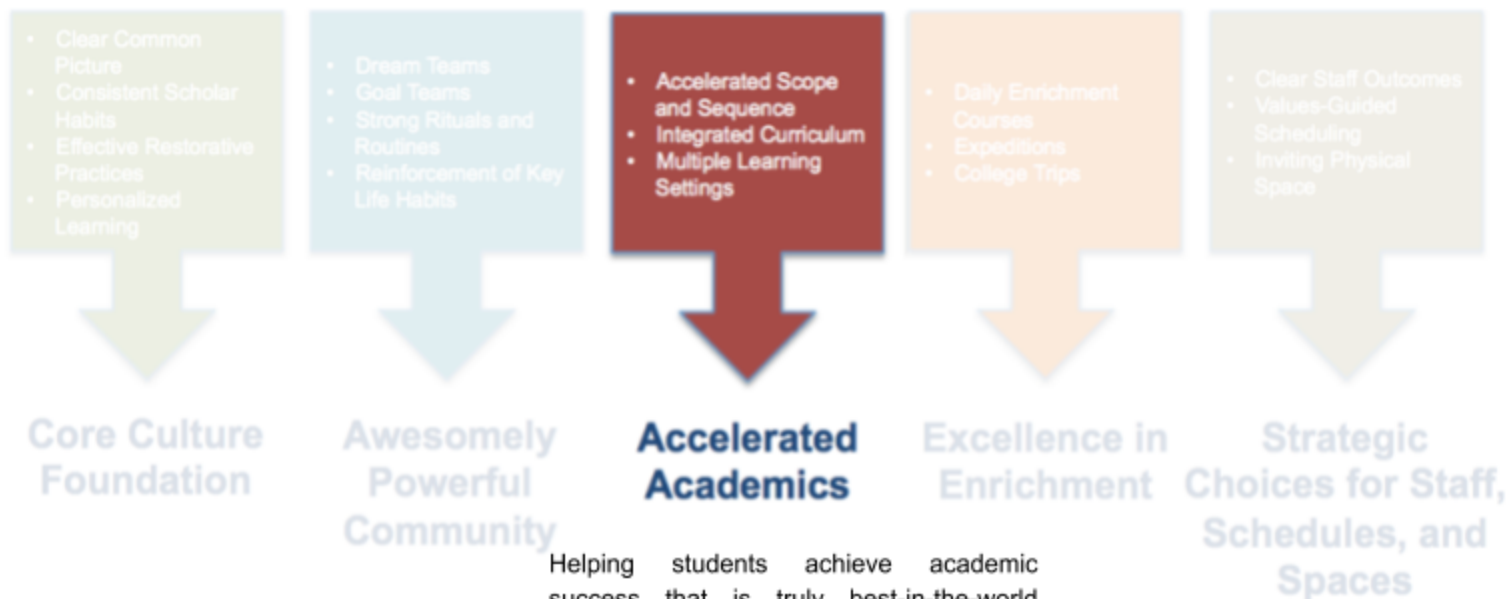 • Clear Common
Picture
• Consistent Scholar
Habits
• Effective Restorative
Practices
• Personalized
Learning
• Dream Teams
• Goal Teams
• Strong Rituals and
Routines
• Reinforcement of Key
Life Habits
• Accelerated Scope
and Sequence
• Integrated Curriculum
• Multiple Learning
Settings
• Daily Enrichment
Courses
• Expeditions
• College Trips
• Clear Staff Outcomes
• Values-Guided
Scheduling
• Inviting Physical
Space
Core Culture
Foundation
Awesomely
Powerful
Community
Accelerated
Academics
Excellence in
Enrichment
Strategic
Choices for Staff,
Schedules, and
Spaces
Helping students achieve academic
success that is truly best-in-the-world